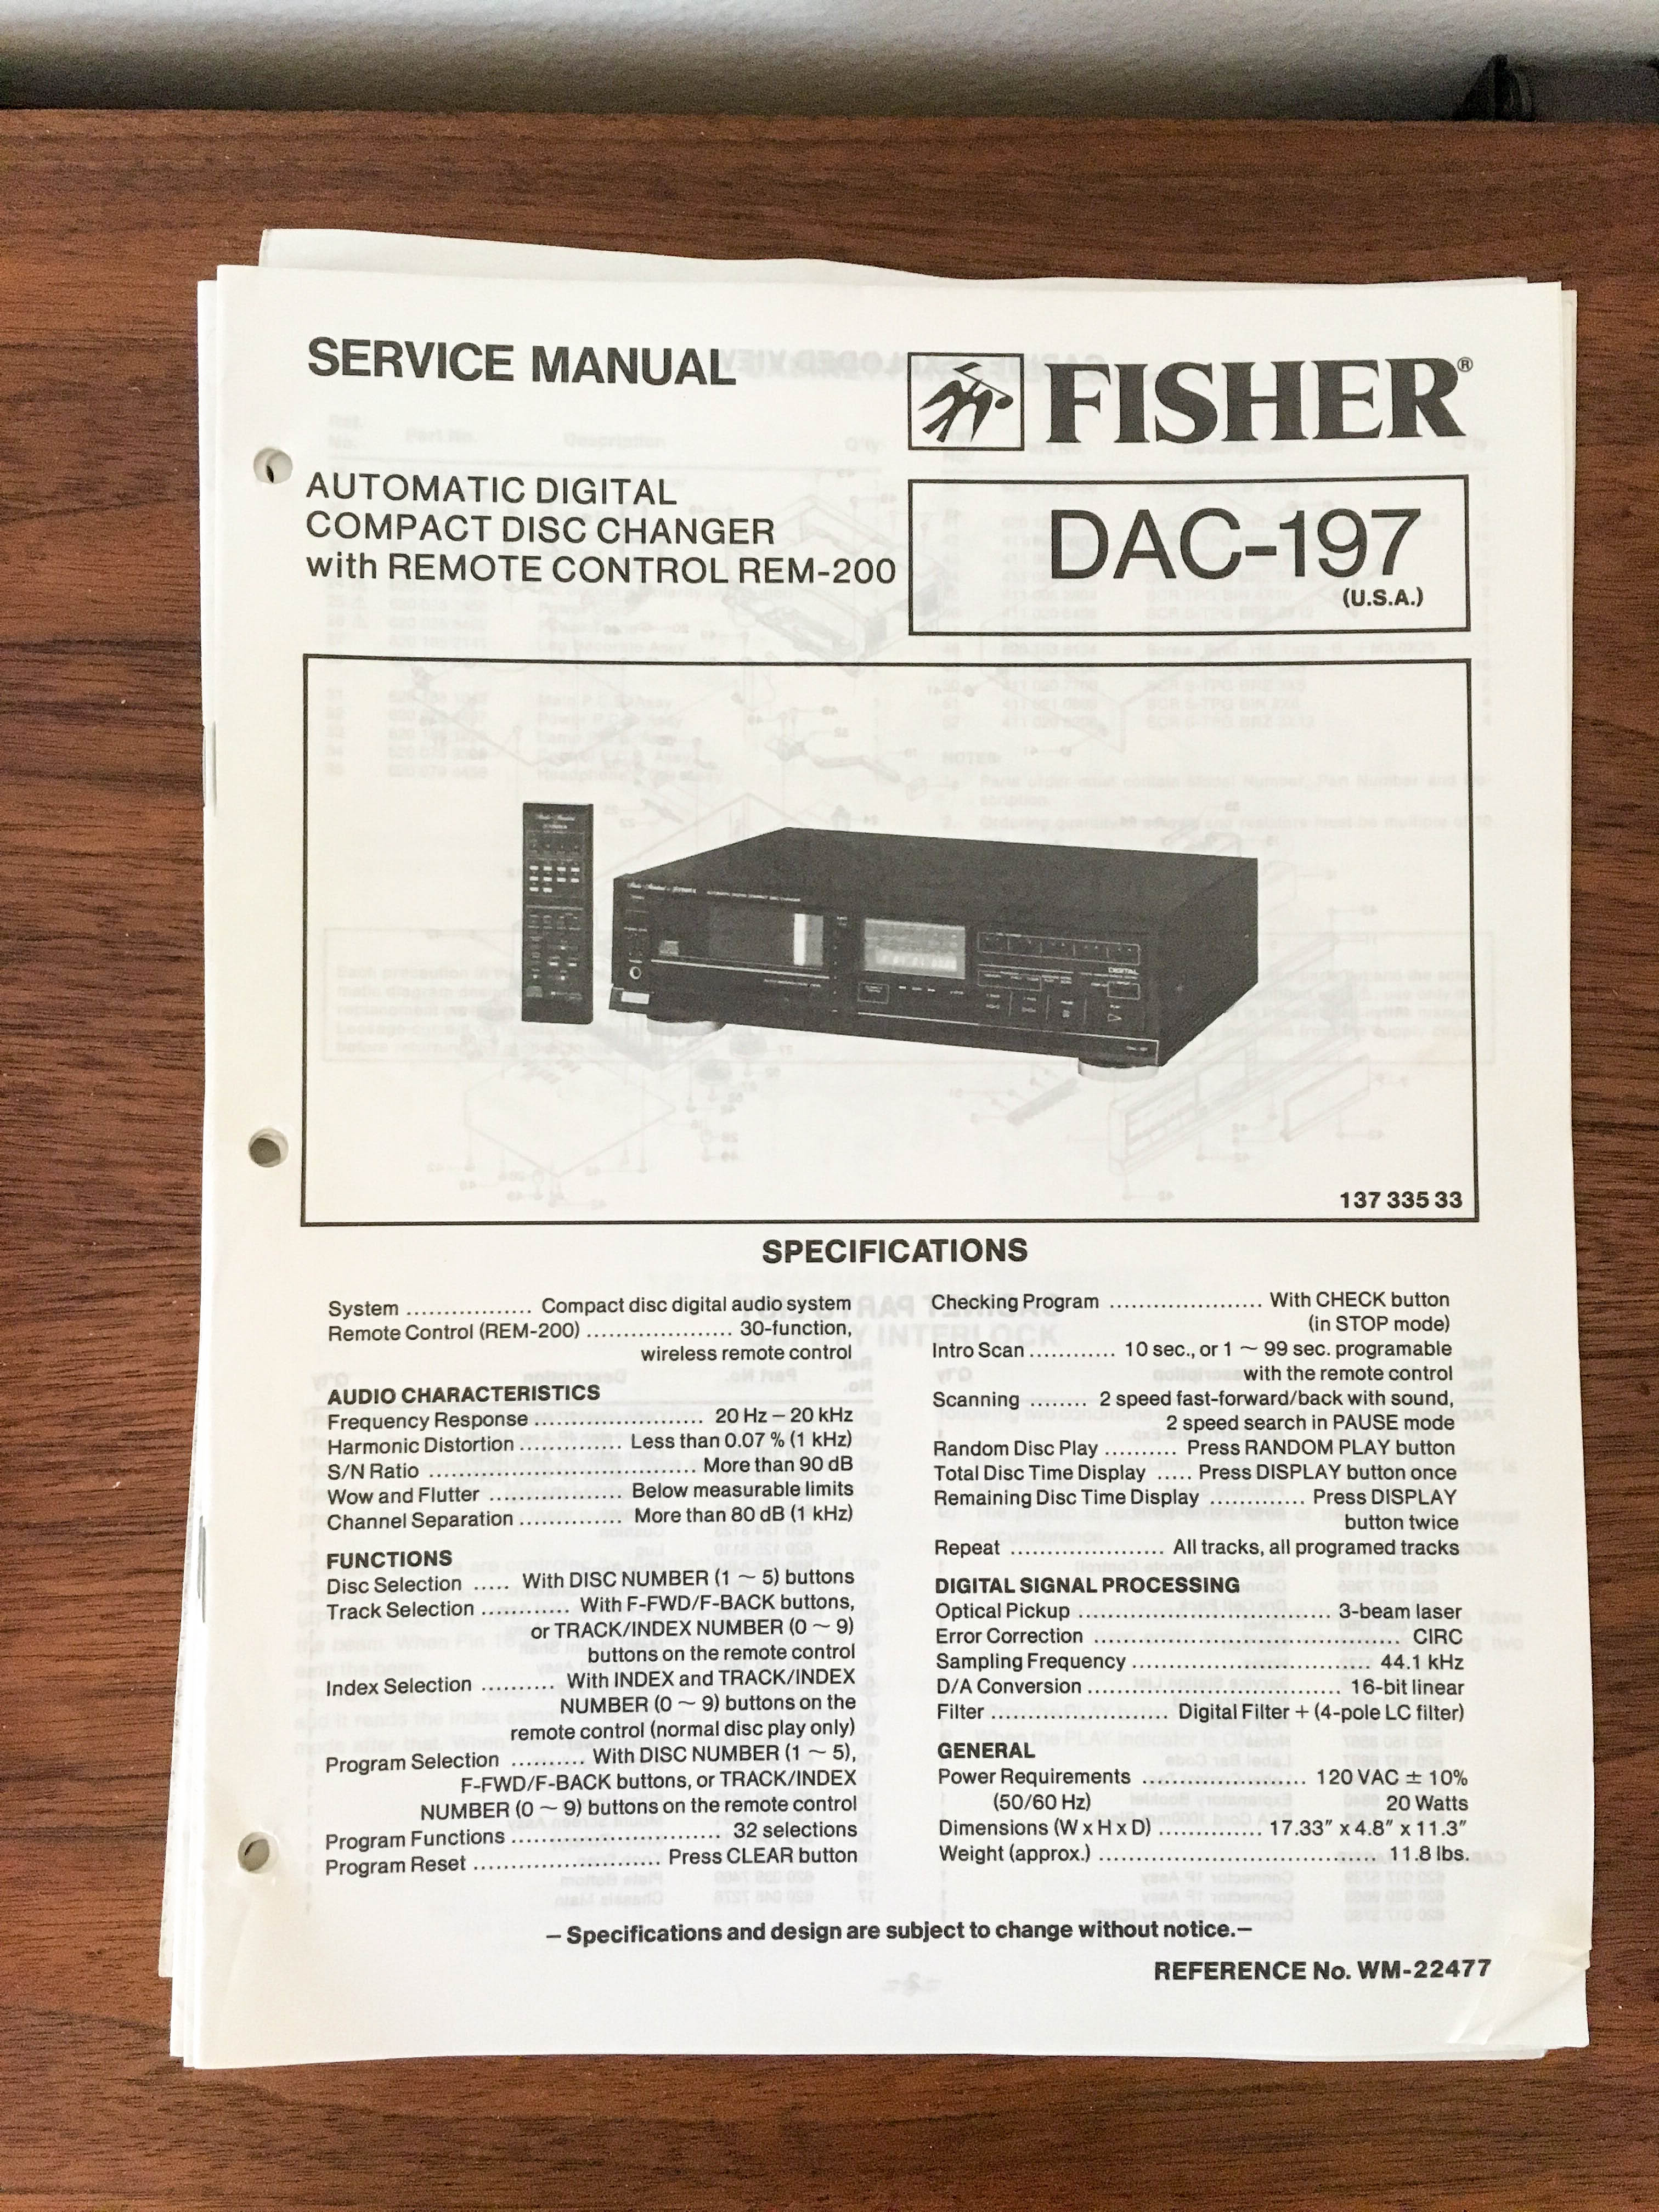 SERVICE MANUAL
FISHER®
AUTOMATIC DIGITAL
COMPACT DISC CHANGER
with REMOTE CONTROL REM-200
DAC-197
(U.S.A.)
DIGITAL
137 335 33
SPECIFICATIONS
System ................. Compact disc digital audio system
Remote Control (REM-200) .................... 30-function,
wireless remote control
AUDIO CHARACTERISTICS
Frequency Response ....................... 20 Hz – 20 kHz
Harmonic Distortion .............. Less than 0.07 % (1 kHz)
S/N Ratio .................................... More than 90 dB
Wow and Flutter .................. Below measurable limits
Channel Separation .............. More than 80 dB (1 kHz)
FUNCTIONS
Disc Selection ..... With DISC NUMBER (1 ~ 5) buttons
Track Selection ............ With F-FWD/F-BACK buttons,
or TRACK/INDEX NUMBER (0 ~ 9)
buttons on the remote control
Index Selection .......... With INDEX and TRACK/INDEX
NUMBER (0 ~ 9) buttons on the
remote control (normal disc play only)
Program Selection .......... With DISC NUMBER (1 ~ 5),
F-FWD/F-BACK buttons, or TRACK/INDEX
NUMBER (0 ~ 9) buttons on the remote control
Program Functions ............................ 32 selections
Program Reset ......................... Press CLEAR button
Checking Program ..................... With CHECK button
(in STOP mode)
Intro Scan ............ 10 sec., or 1 ~ 99 sec. programable
with the remote control
Scanning ........ 2 speed fast-forward/back with sound,
2 speed search in PAUSE mode
Random Disc Play .......... Press RANDOM PLAY button
Total Disc Time Display ..... Press DISPLAY button once
Remaining Disc Time Display ............. Press DISPLAY
button twice
Repeat ..................... All tracks, all programed tracks
DIGITAL SIGNAL PROCESSING
Optical Pickup .................................. 3-beam laser
Error Correction ......................................... CIRC
Sampling Frequency ................................ 44.1 kHz
D/A Conversion .................................. 16-bit linear
Filter ........................ Digital Filter + (4-pole LC filter)
GENERAL
Power Requirements ...................... 120 VAC ± 10%
(50/60 Hz) 20 Watts
Dimensions (W x H x D) .............. 17.33″ x 4.8″ x 11.3″
Weight (approx.) ..................................... 11.8 lbs.
– Specifications and design are subject to change without notice. –
REFERENCE No. WM-22477